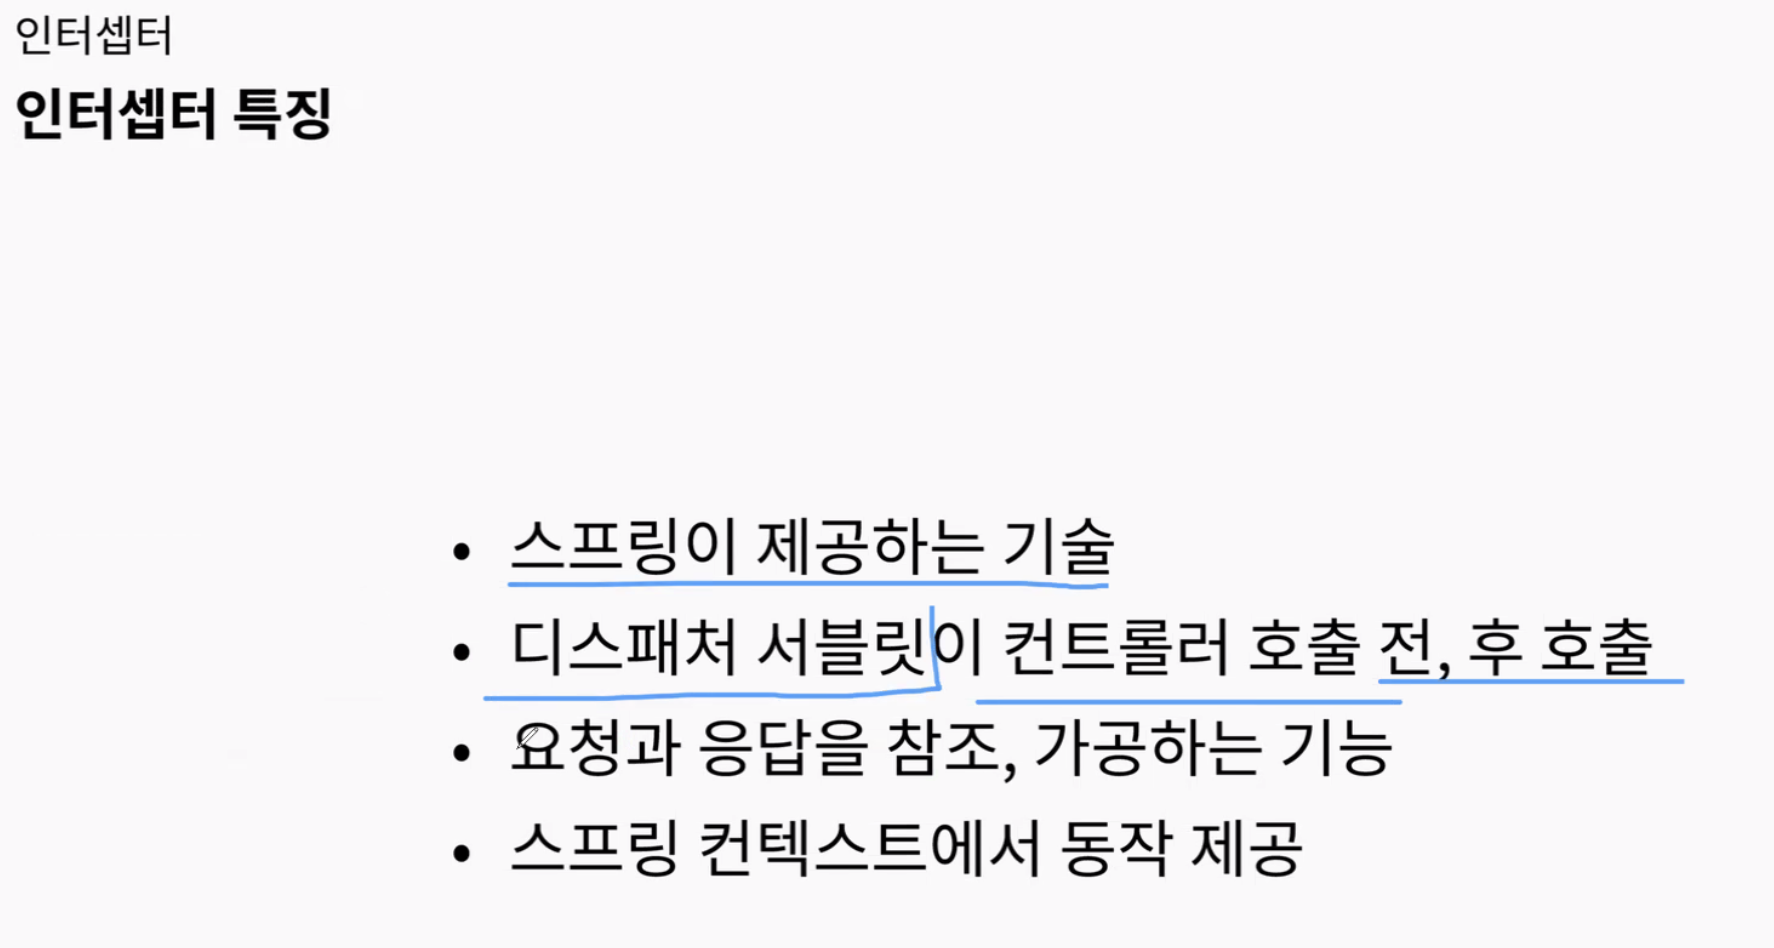 인터셉터
인터셉터 특징
• 스프링이 제공하는 기술
• 디스패처 서블릿이 컨트롤러 호출 전, 후 호출
• 요청과 응답을 참조, 가공하는 기능
• 스프링 컨텍스트에서 동작 제공